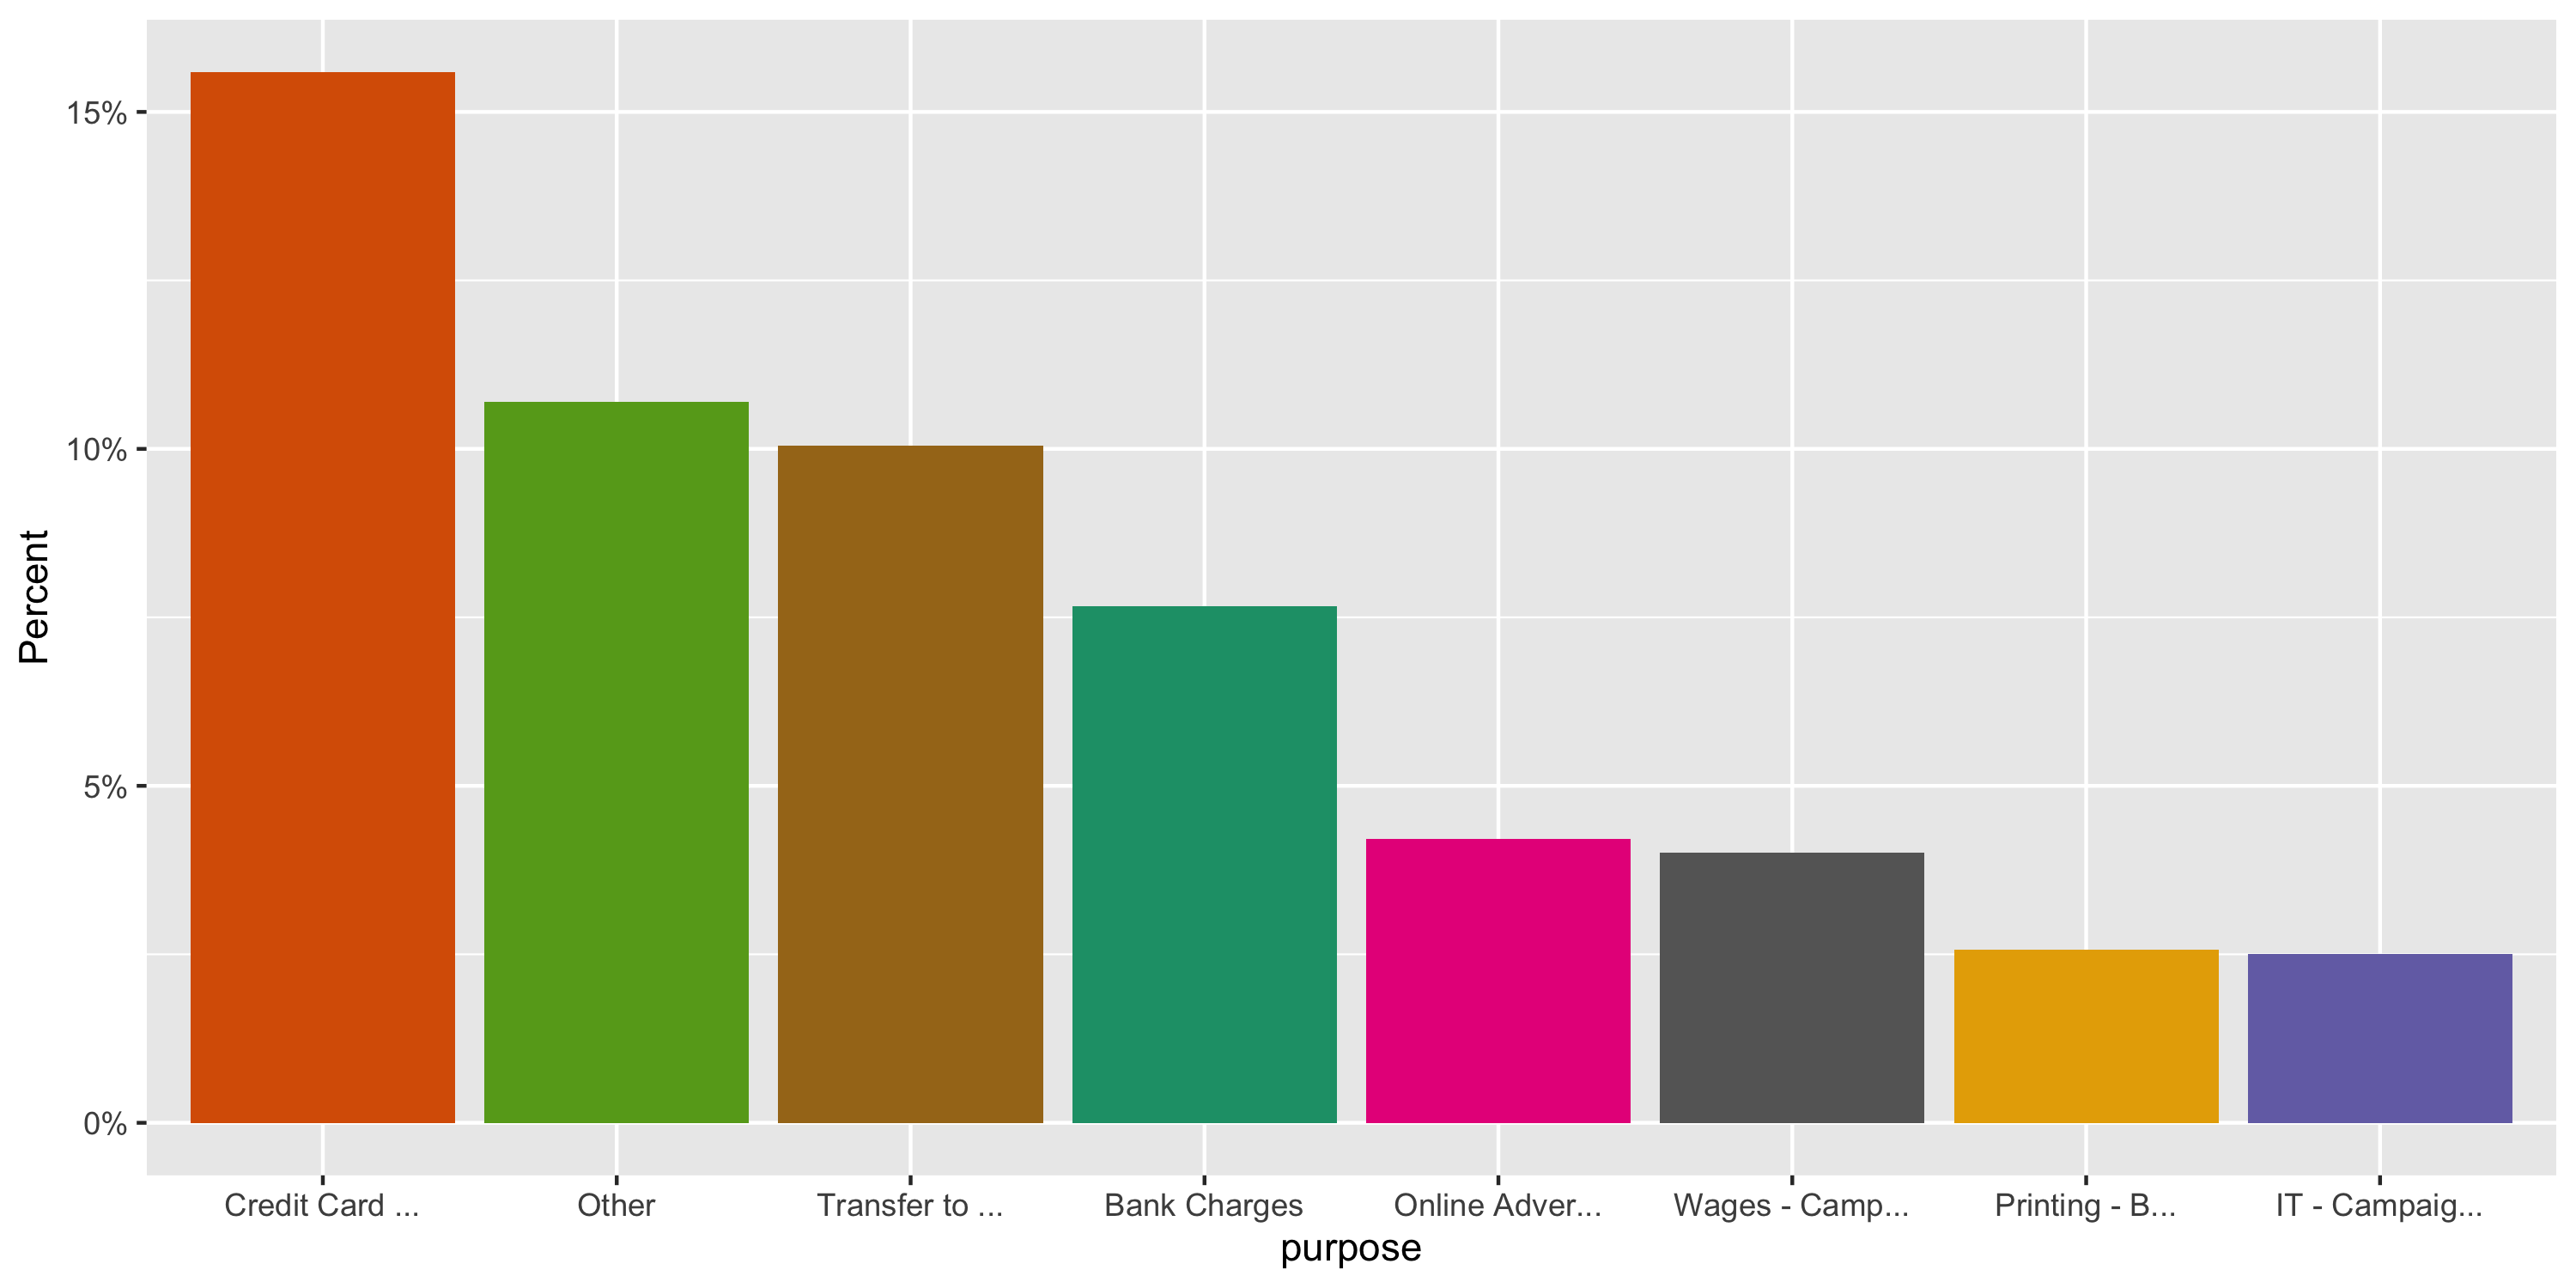 15%
10%
5%
0%
Percent
Credit Card ...
Other
Transfer to ...
Bank Charges
Online Adver...
Wages - Camp...
Printing - B...
IT - Campaig...
purpose